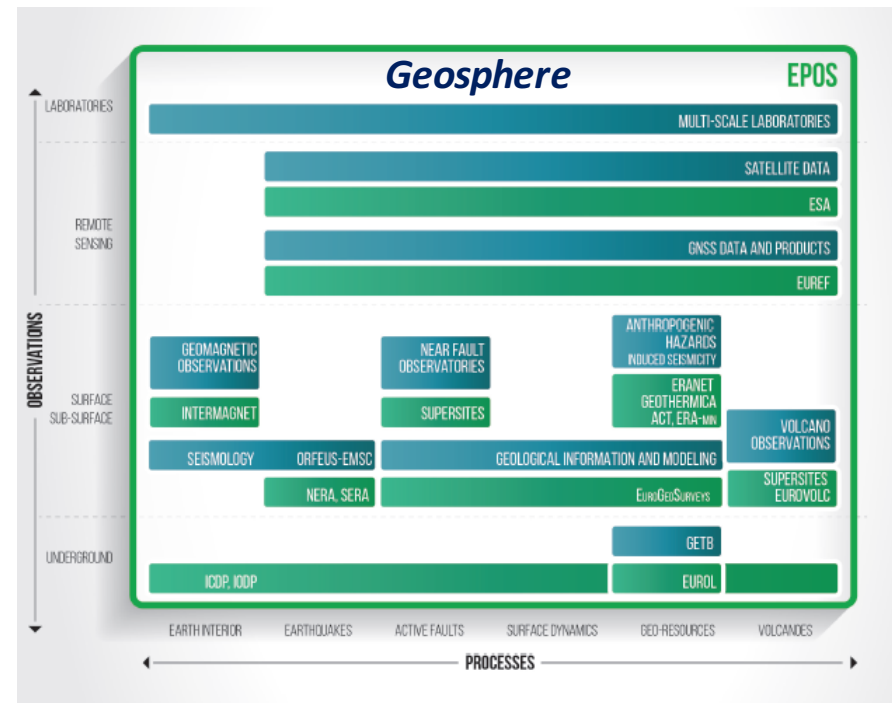 Geosphere
EPOS
LABORATORIES
MULTI-SCALE LABORATORIES
SATELLITE DATA
ESA
REMOTE
SENSING
GNSS DATA AND PRODUCTS
EUREF
OBSERVATIONS
SURFACE
SUB-SURFACE
GEOMAGNETIC
OBSERVATIONS
INTERMAGNET
NEAR FAULT
OBSERVATORIES
SUPERSITES
ANTHROPOGENIC
HAZARDS
INDUCED SEISMICITY
ERANET
GEOTHERMICA
ACT, ERA-MIN
VOLCANO
OBSERVATIONS
SUPERSITES
EUROVOLC
SEISMOLOGY ORFEUS-EMSC
NERA, SERA
GEOLOGICAL INFORMATION AND MODELING
EUROGEOSURVEYS
UNDERGROUND
GETB
ICDP, IODP
EUROL
EARTH INTERIOR
EARTHQUAKES
ACTIVE FAULTS
SURFACE DYNAMICS
GEO-RESOURCES
VOLCANOES
PROCESSES